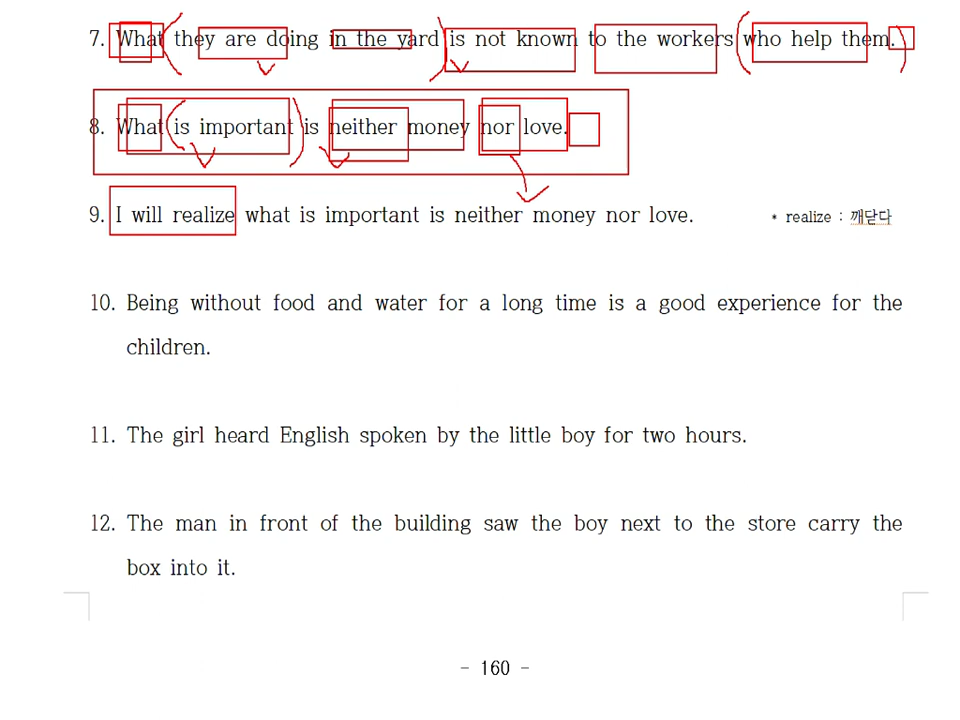 7. What they are doing in the yard is not known to the workers who help them.
8. What is important is neither money nor love.
9. I will realize what is important is neither money nor love. * realize : 깨닫다
10. Being without food and water for a long time is a good experience for the
children.
11. The girl heard English spoken by the little boy for two hours.
12. The man in front of the building saw the boy next to the store carry the
box into it.
- 160 -